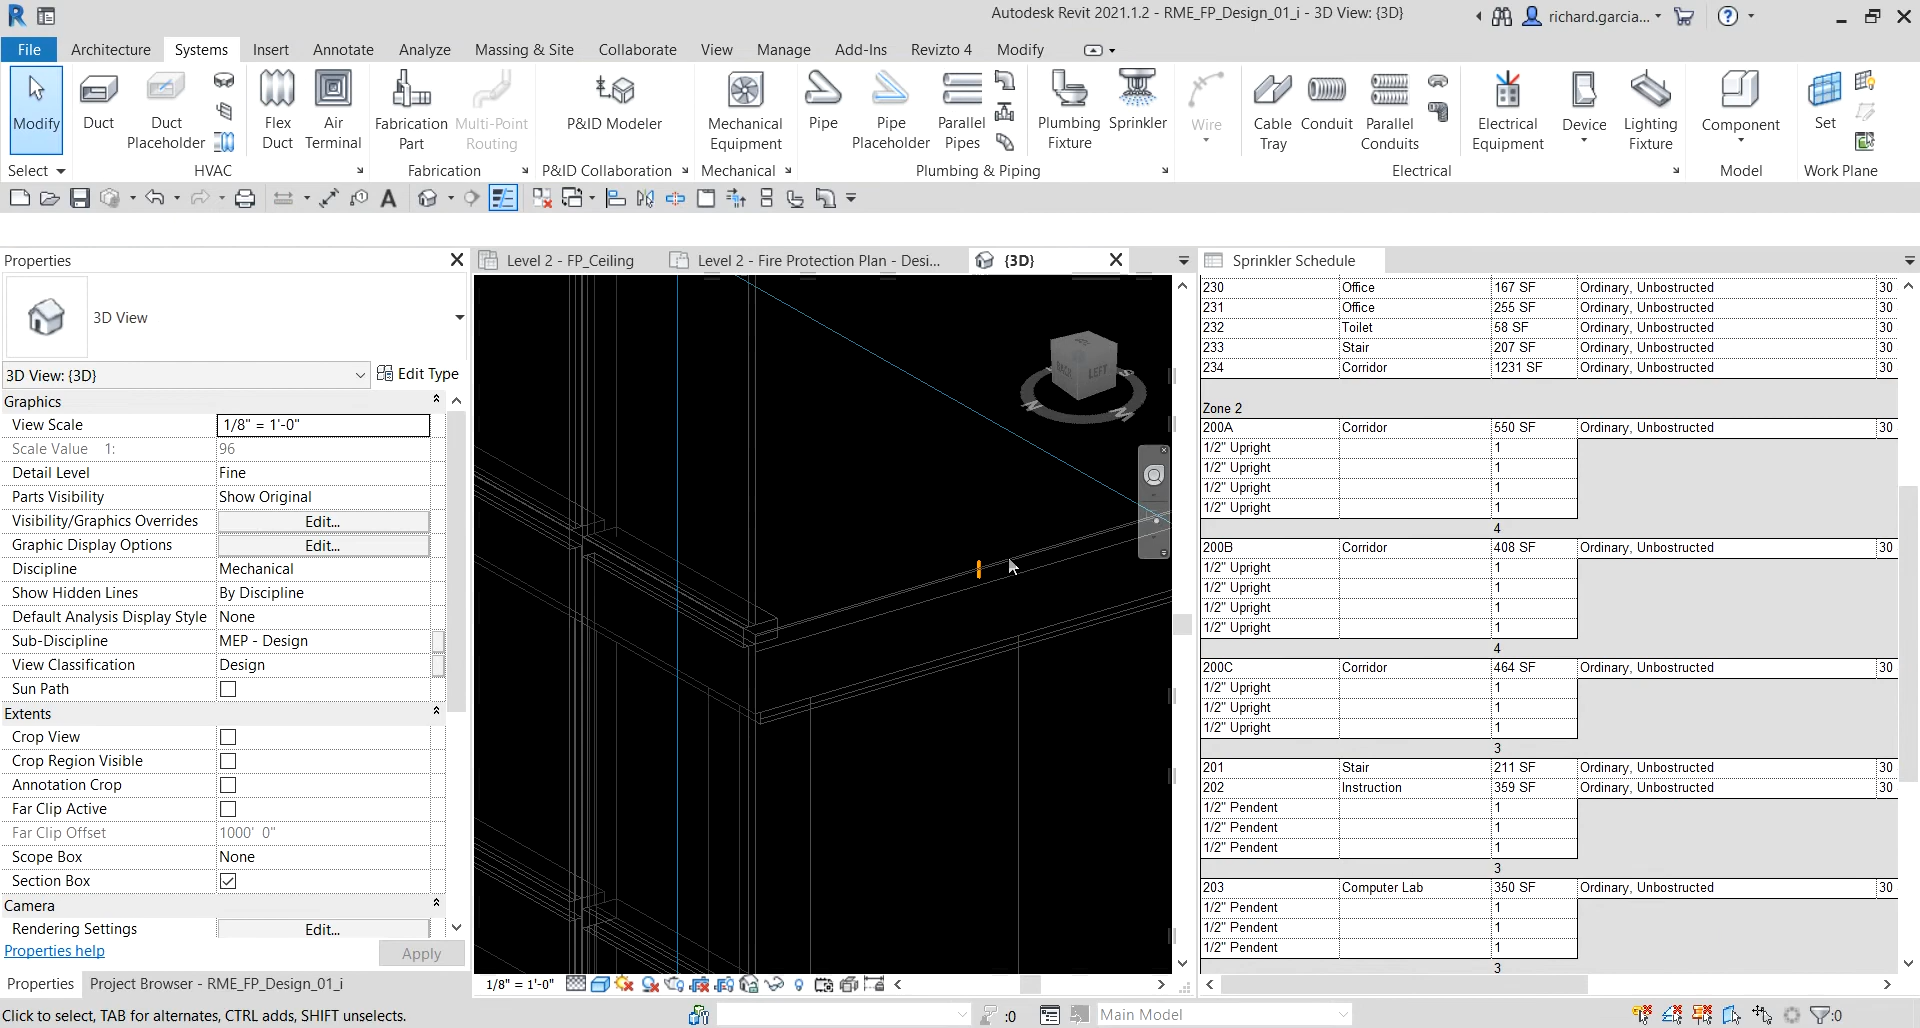 Autodesk Revit 2021.1.2 - RME_FP_Design_01_i - 3D View: {3D}
richard.garcia...
File Architecture Systems Insert Annotate Analyze Massing & Site Collaborate View Manage Add-Ins Revizto 4 Modify
Modify
Duct
Duct Placeholder
Flex Duct
Air Terminal
Fabrication Part
Multi-Point Routing
P&ID Modeler
Mechanical Equipment
Pipe
Pipe Placeholder
Parallel Pipes
Plumbing Fixture
Sprinkler
Wire
Cable Tray
Conduit
Parallel Conduits
Electrical Equipment
Device
Lighting Fixture
Component
Set
Select HVAC Fabrication P&ID Collaboration Mechanical Plumbing & Piping Electrical Model Work Plane
Properties
3D View
3D View: {3D} Edit Type
Graphics
View Scale 1/8" = 1'-0"
Scale Value 1: 96
Detail Level Fine
Parts Visibility Show Original
Visibility/Graphics Overrides Edit...
Graphic Display Options Edit...
Discipline Mechanical
Show Hidden Lines By Discipline
Default Analysis Display Style None
Sub-Discipline MEP - Design
View Classification Design
Sun Path
Extents
Crop View
Crop Region Visible
Annotation Crop
Far Clip Active
Far Clip Offset 1000' 0"
Scope Box None
Section Box
Camera
Rendering Settings Edit...
Properties help Apply
Properties Project Browser - RME_FP_Design_01_i
Level 2 - FP_Ceiling Level 2 - Fire Protection Plan - Desi... {3D}
BACK LEFT
1/8" = 1'-0"
Sprinkler Schedule
230 Office 167 SF Ordinary, Unbostructed 30
231 Office 255 SF Ordinary, Unbostructed 30
232 Toilet 58 SF Ordinary, Unbostructed 30
233 Stair 207 SF Ordinary, Unbostructed 30
234 Corridor 1231 SF Ordinary, Unbostructed 30
Zone 2
200A Corridor 550 SF Ordinary, Unbostructed 30
1/2" Upright 1
1/2" Upright 1
1/2" Upright 1
1/2" Upright 1
4
200B Corridor 408 SF Ordinary, Unbostructed 30
1/2" Upright 1
1/2" Upright 1
1/2" Upright 1
1/2" Upright 1
4
200C Corridor 464 SF Ordinary, Unbostructed 30
1/2" Upright 1
1/2" Upright 1
1/2" Upright 1
3
201 Stair 211 SF Ordinary, Unbostructed 30
202 Instruction 359 SF Ordinary, Unbostructed 30
1/2" Pendent 1
1/2" Pendent 1
1/2" Pendent 1
3
203 Computer Lab 350 SF Ordinary, Unbostructed 30
1/2" Pendent 1
1/2" Pendent 1
1/2" Pendent 1
3
Click to select, TAB for alternates, CTRL adds, SHIFT unselects.
:0
Main Model
:0